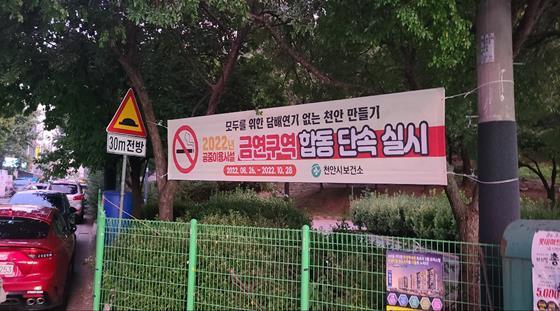 모두를 위한 담배연기 없는 천안 만들기
2022년
공중이용시설
금연구역 합동 단속 실시
2022. 08. 26. ~ 2022. 10. 28
천안시보건소
30m전방